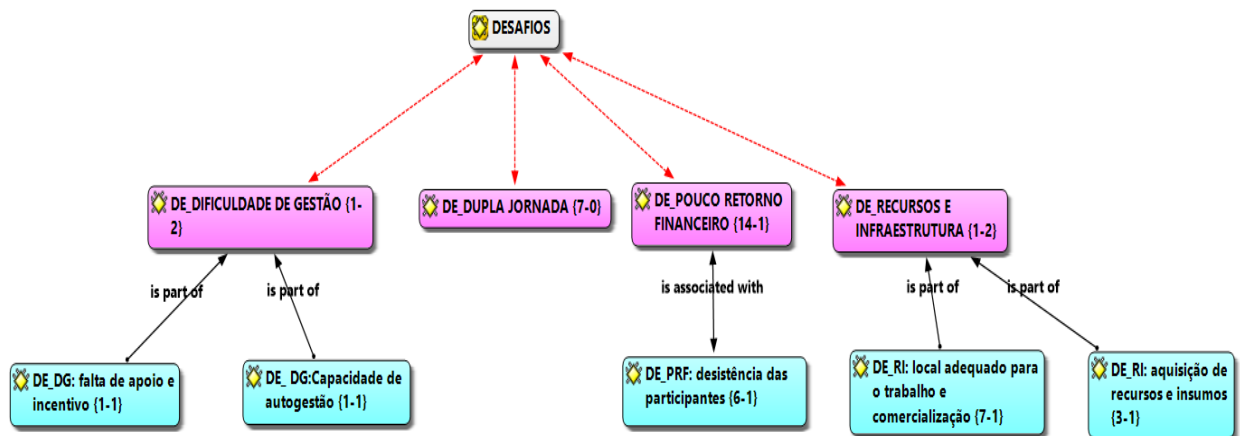 DESAFIOS
DE_DIFICULDADE DE GESTÃO {1-
2}
DE_DUPLA JORNADA {7-0}
DE_POUCO RETORNO
FINANCEIRO {14-1}
DE_RECURSOS E
INFRAESTRUTURA {1-2}
is part of
is part of
is associated with
is part of
is part of
DE_DG: falta de apoio e
incentivo {1-1}
DE_ DG:Capacidade de
autogestão {1-1}
DE_PRF: desistência das
participantes {6-1}
DE_RI: local adequado para
o trabalho e
comercialização {7-1}
DE_RI: aquisição de
recursos e insumos
{3-1}